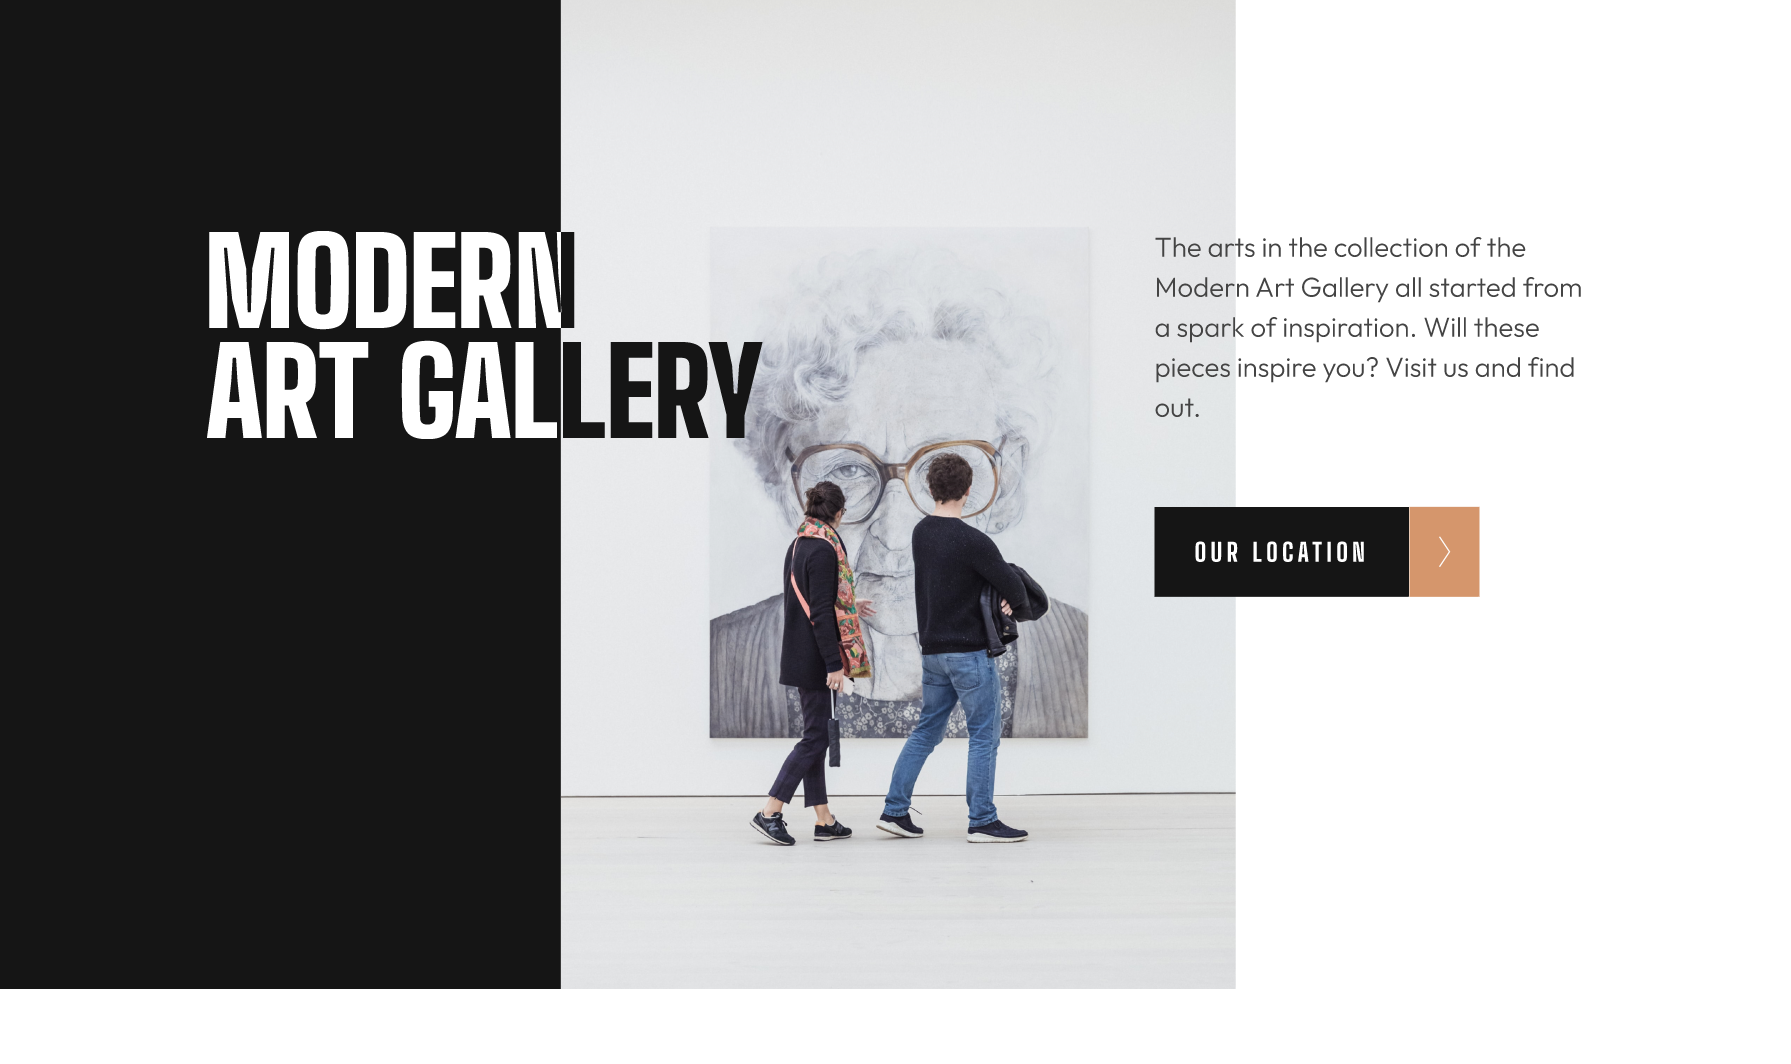 MODERN
ART GALLERY
The arts in the collection of the
Modern Art Gallery all started from
a spark of inspiration. Will these
pieces inspire you? Visit us and find
out.
OUR LOCATION